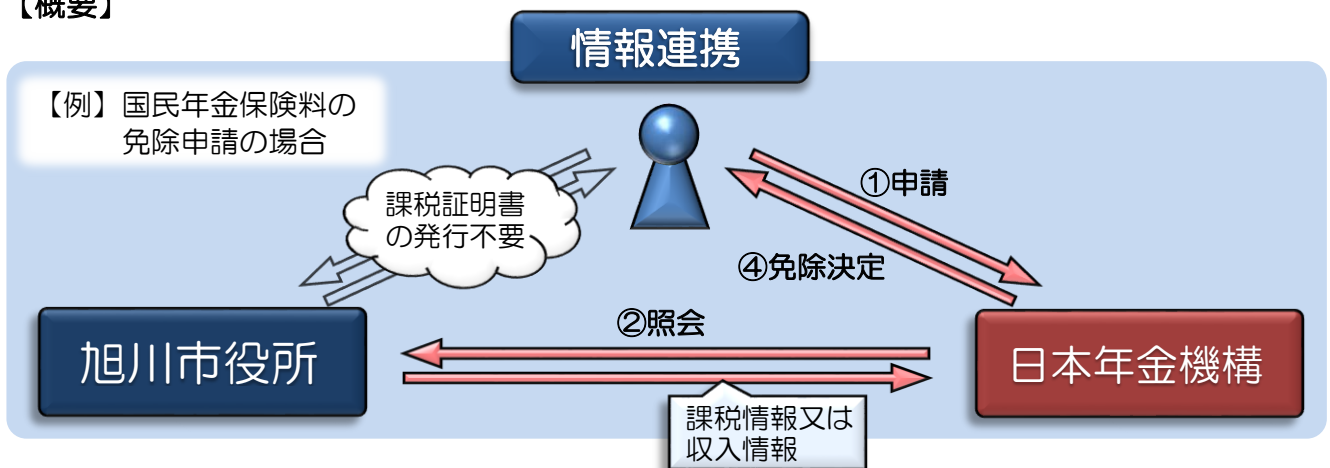 【概要】
情報連携
【例】国民年金保険料の
免除申請の場合
課税証明書
の発行不要
①申請
④免除決定
②照会
旭川市役所
日本年金機構
課税情報又は
収入情報